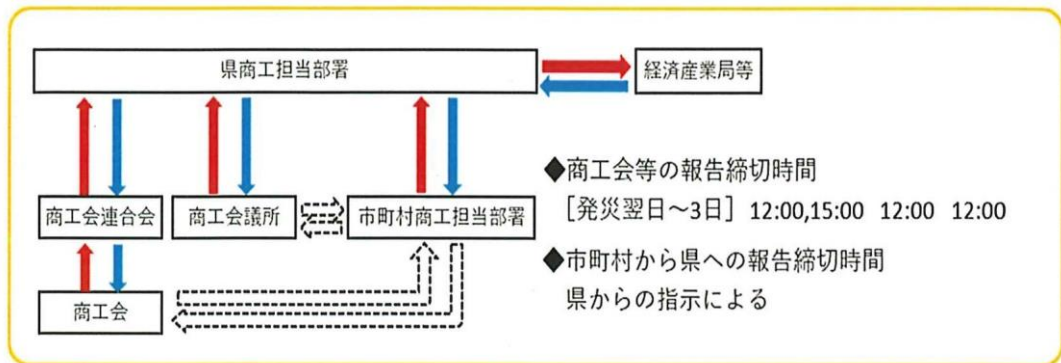 県商工担当部署
経済産業局等
商工会連合会
商工会議所
市町村商工担当部署
商工会
◆商工会等の報告締切時間
［発災翌日～3日］ 12:00,15:00 12:00 12:00
◆市町村から県への報告締切時間
県からの指示による